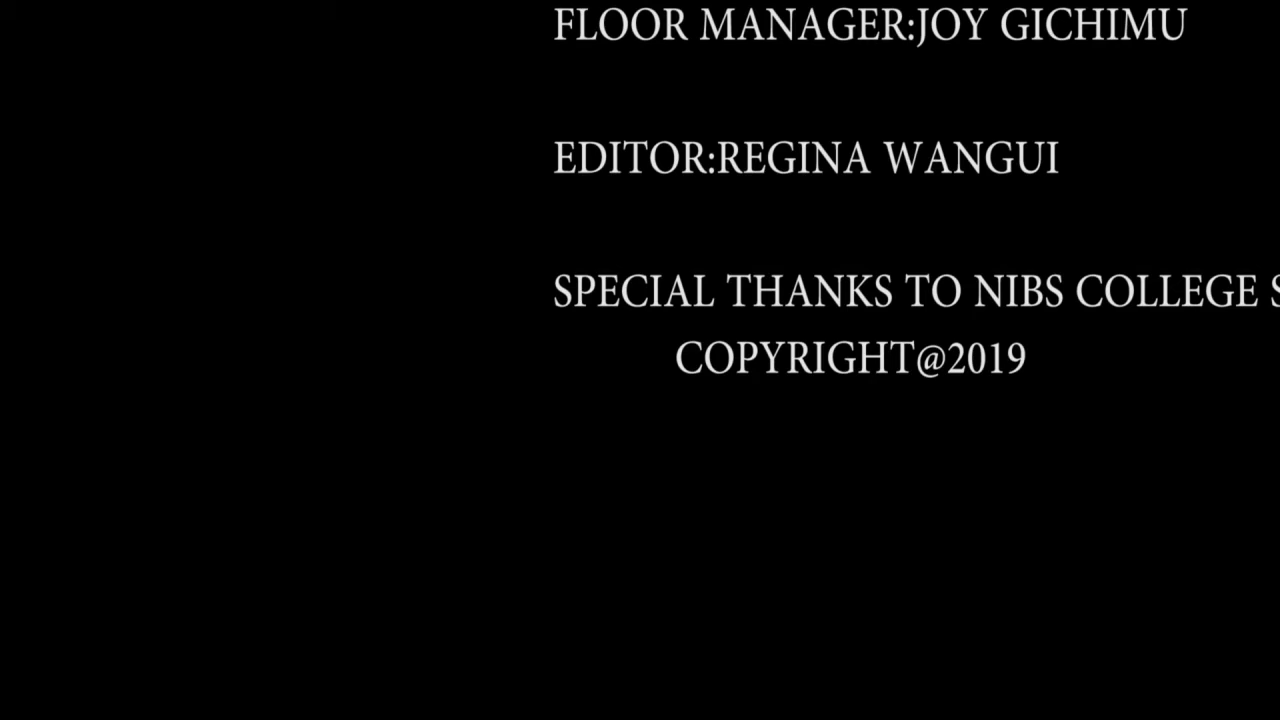 FLOOR MANAGER:JOY GICHIMU
EDITOR:REGINA WANGUI
SPECIAL THANKS TO NIBS COLLEGE
COPYRIGHT@2019